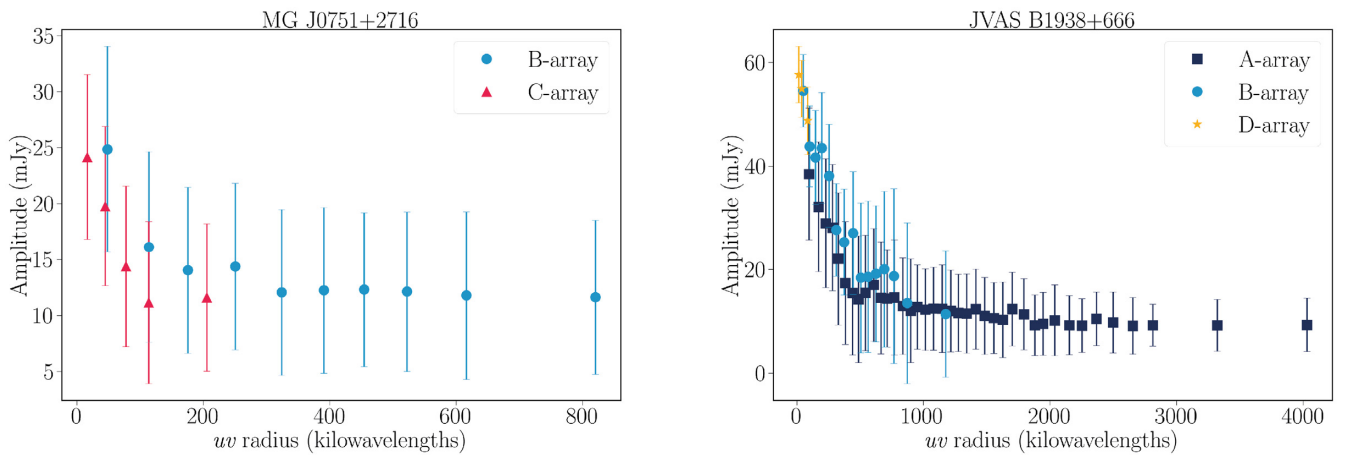 MG J0751+2716
35
30
25
20
15
10
5
Amplitude (mJy)
B-array
C-array
0
200
400
600
800
uv radius (kilowavelengths)
JVAS B1938+666
60
40
20
0
Amplitude (mJy)
A-array
B-array
D-array
0
1000
2000
3000
4000
uv radius (kilowavelengths)